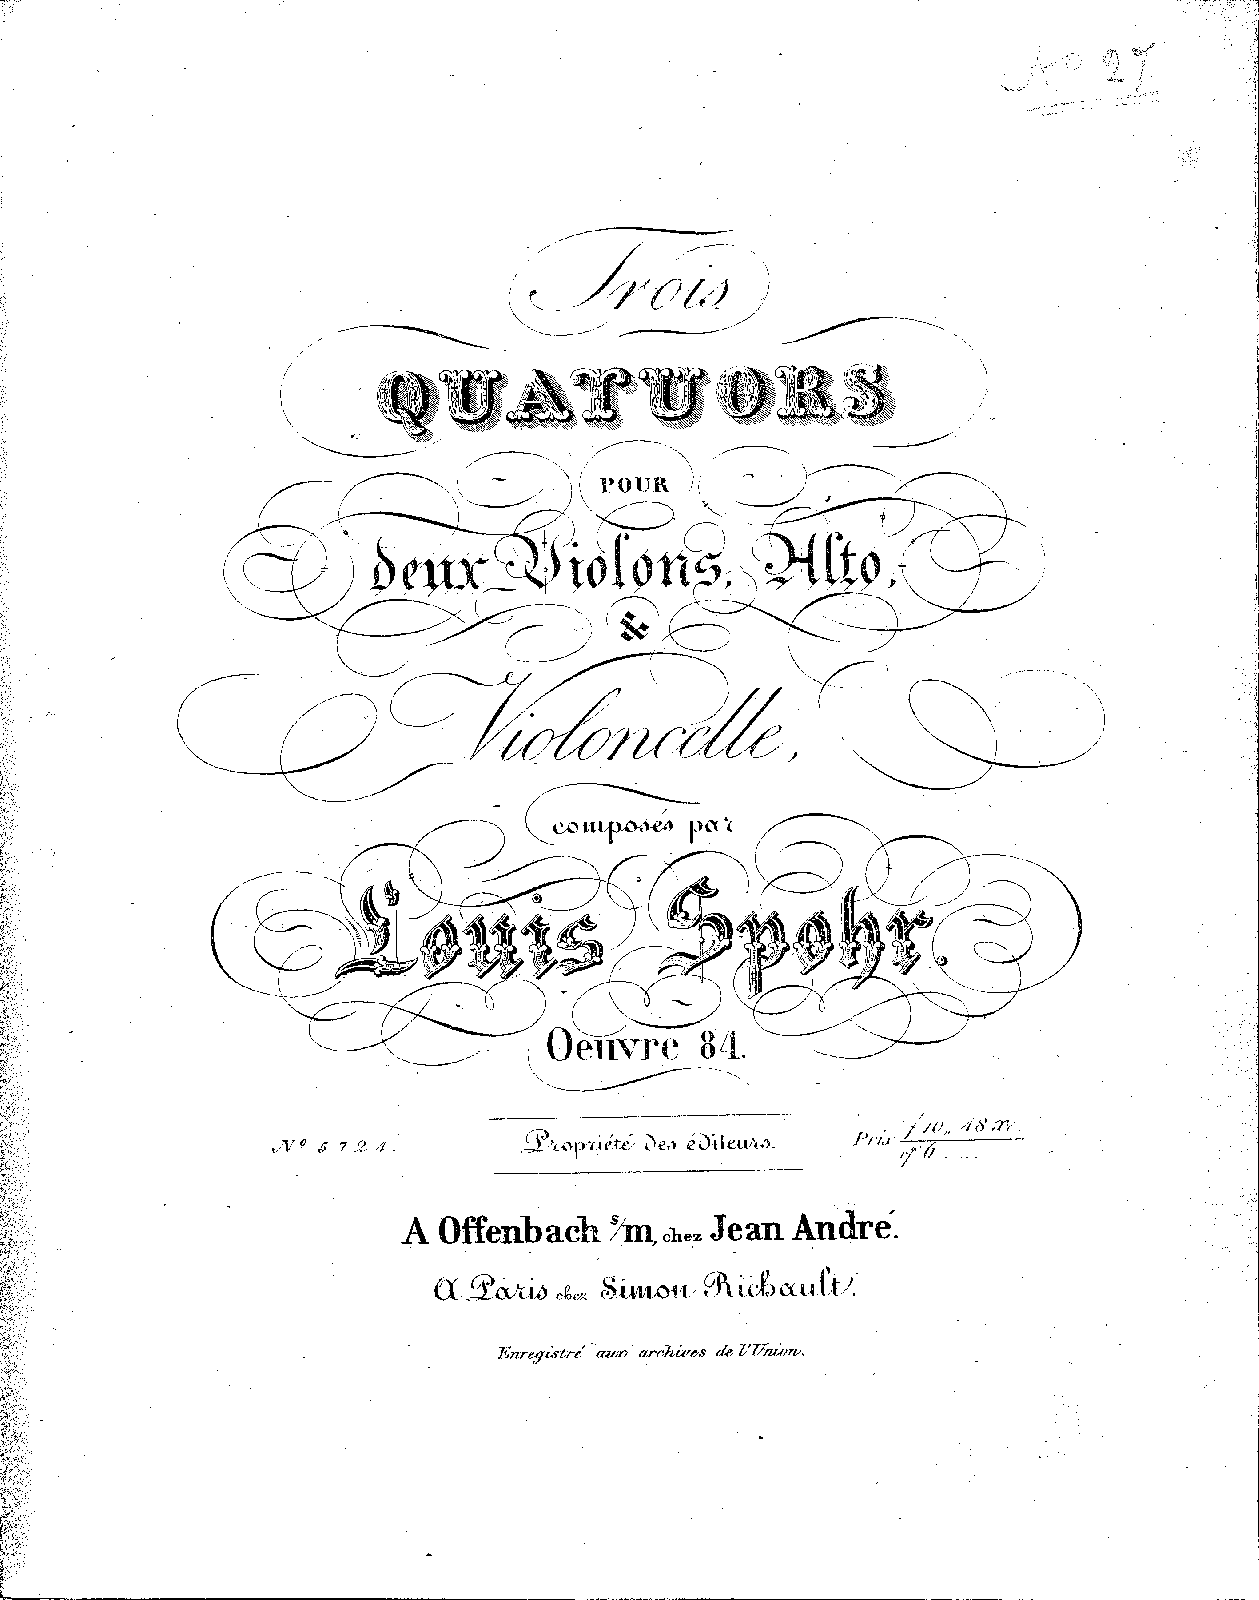 No 27
Trois
QUATUORS
POUR
deux Violons, Alto,
&
Violoncelle,
composés par
Louis Spohr.
Oeuvre 84.
No 5724.
Propriété des éditeurs.
Prix f 10,, 48 Xr.
A Offenbach s/m, chez Jean André.
A Paris chez Simon Richault.
Enregistré aux archives de l'Union.